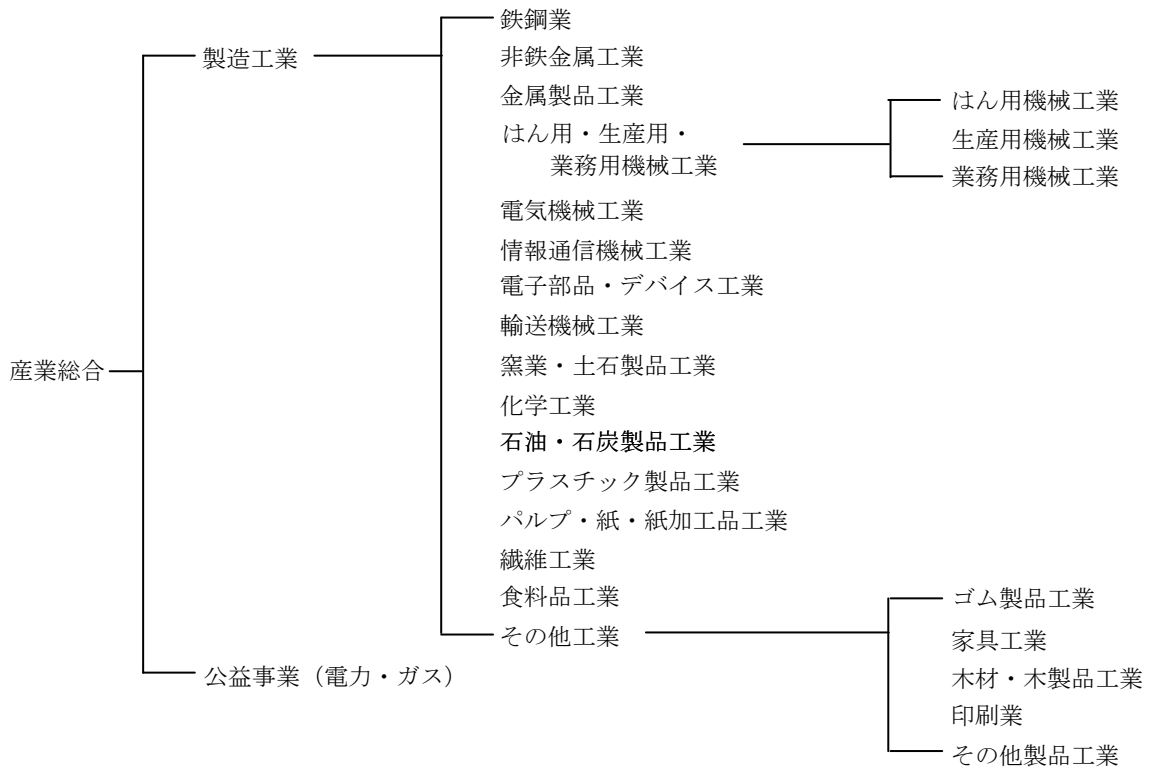 産業総合
製造工業
鉄鋼業
非鉄金属工業
金属製品工業
はん用・生産用・
業務用機械工業
はん用機械工業
生産用機械工業
業務用機械工業
電気機械工業
情報通信機械工業
電子部品・デバイス工業
輸送機械工業
窯業・土石製品工業
化学工業
石油・石炭製品工業
プラスチック製品工業
パルプ・紙・紙加工品工業
繊維工業
食料品工業
その他工業
ゴム製品工業
家具工業
木材・木製品工業
印刷業
その他製品工業
公益事業（電力・ガス）